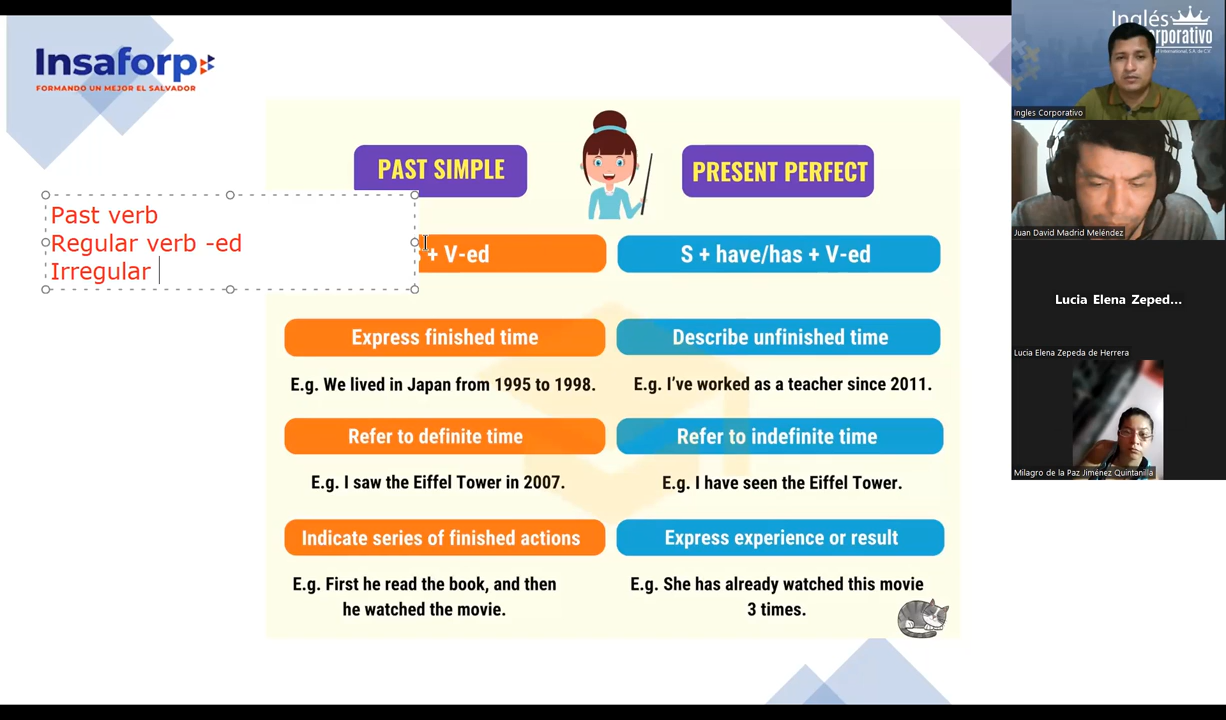 Insaforp
FORMANDO UN MEJOR EL SALVADOR
PAST SIMPLE
PRESENT PERFECT
Past verb
Regular verb -ed
Irregular
+ V-ed
S + have/has + V-ed
Express finished time
Describe unfinished time
E.g. We lived in Japan from 1995 to 1998.
E.g. I've worked as a teacher since 2011.
Refer to definite time
Refer to indefinite time
E.g. I saw the Eiffel Tower in 2007.
E.g. I have seen the Eiffel Tower.
Indicate series of finished actions
Express experience or result
E.g. First he read the book, and then
he watched the movie.
E.g. She has already watched this movie
3 times.
Inglés
Corporativo
Ingles Corporativo
Juan David Madrid Meléndez
Lucia Elena Zeped...
Lucia Elena Zepeda de Herrera
Milagro de la Paz Jiménez Quintanilla